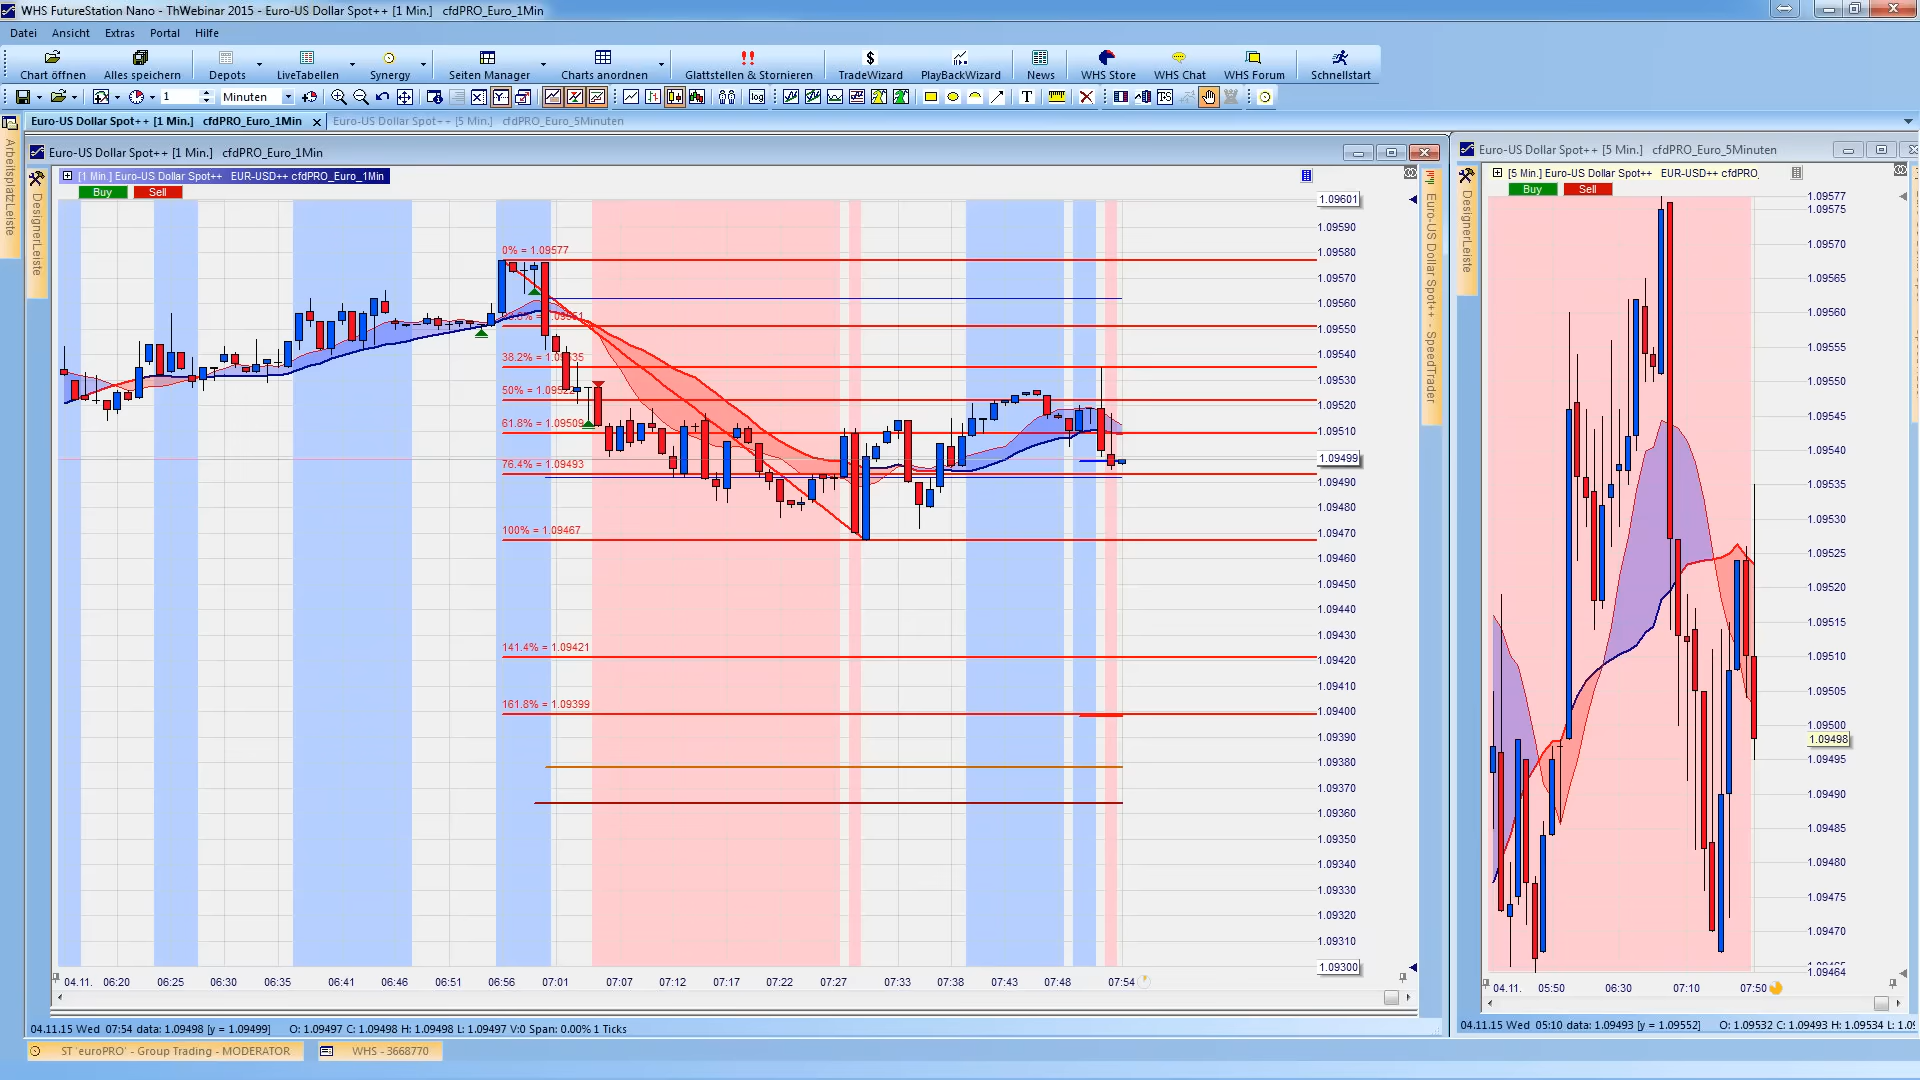 WHS FutureStation Nano - ThWebinar 2015 - Euro-US Dollar Spot++ [1 Min.]   cfdPRO_Euro_1Min
Datei Ansicht Extras Portal Hilfe
Chart öffnen Alles speichern Depots LiveTabellen Synergy Seiten Manager Charts anordnen Glattstellen & Stornieren TradeWizard PlayBackWizard News WHS Store WHS Chat WHS Forum Schnellstart
1 Minuten
Euro-US Dollar Spot++ [1 Min.]   cfdPRO_Euro_1Min
Euro-US Dollar Spot++ [5 Min.]   cfdPRO_Euro_5Minuten
ArbeitsplatzLeiste
Euro-US Dollar Spot++ [1 Min.]   cfdPRO_Euro_1Min
DesignerLeiste
[1 Min.] Euro-US Dollar Spot++   EUR-USD++ cfdPRO_Euro_1Min
Buy Sell
0% = 1.09577
38.2% = 1.09535
50% = 1.09522
61.8% = 1.09509
76.4% = 1.09493
100% = 1.09467
141.4% = 1.09421
161.8% = 1.09399
1.09601
1.09590
1.09580
1.09570
1.09560
1.09550
1.09540
1.09530
1.09520
1.09510
1.09499
1.09490
1.09480
1.09470
1.09460
1.09450
1.09440
1.09430
1.09420
1.09410
1.09400
1.09390
1.09380
1.09370
1.09360
1.09350
1.09340
1.09330
1.09320
1.09310
1.09300
04.11. 06:20 06:25 06:30 06:35 06:41 06:46 06:51 06:56 07:01 07:07 07:12 07:17 07:22 07:27 07:33 07:38 07:43 07:48 07:54
Euro-US Dollar Spot++ - SpeedTrader
04.11.15 Wed  07:54 data: 1.09498 [y = 1.09499]      O: 1.09497 C: 1.09498 H: 1.09498 L: 1.09497 V:0 Span: 0.00% 1 Ticks
Euro-US Dollar Spot++ [5 Min.]   cfdPRO_Euro_5Minuten
DesignerLeiste
[5 Min.] Euro-US Dollar Spot++   EUR-USD++ cfdPRO
Buy Sell
1.09577
1.09575
1.09570
1.09565
1.09560
1.09555
1.09550
1.09545
1.09540
1.09535
1.09530
1.09525
1.09520
1.09515
1.09510
1.09505
1.09500
1.09498
1.09495
1.09490
1.09485
1.09480
1.09475
1.09470
1.09464
04.11. 05:50 06:30 07:10 07:50
04.11.15 Wed  05:10 data: 1.09493 [y = 1.09552]      O: 1.09532 C: 1.09493 H: 1.09534 L: 1.09
ST 'euroPRO' - Group Trading - MODERATOR
WHS - 3668770